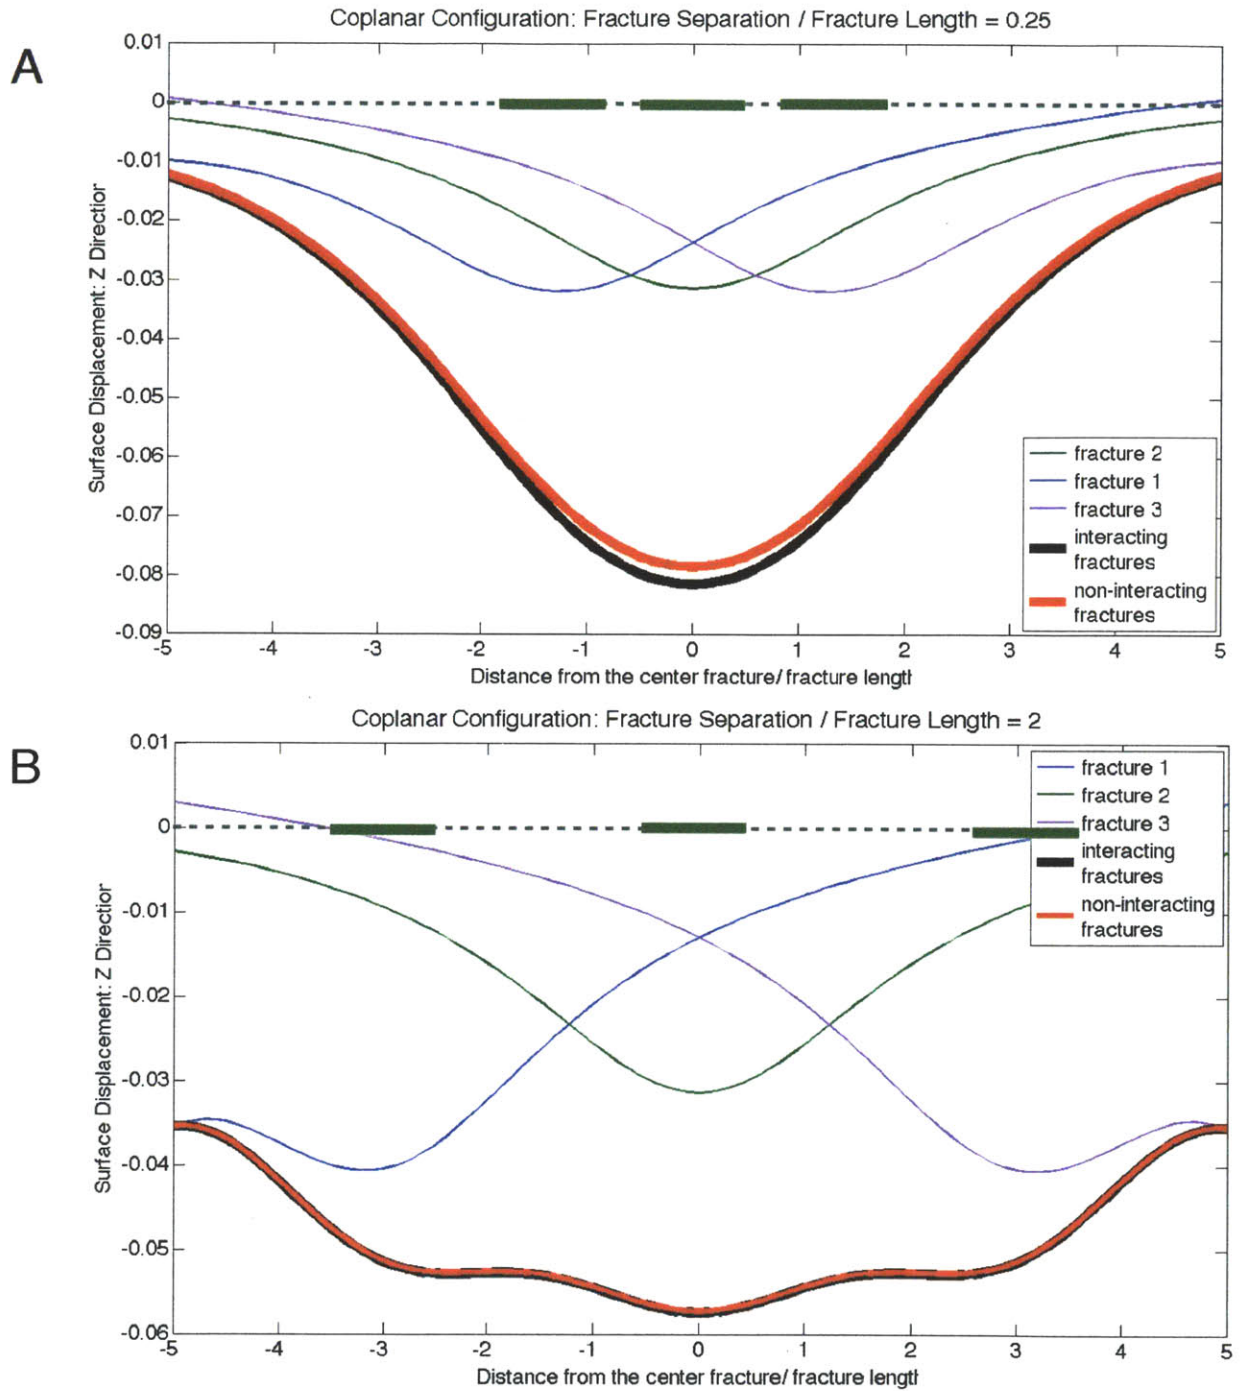 Coplanar Configuration: Fracture Separation / Fracture Length = 0.25
A
0.01
0
-0.01
-0.02
-0.03
-0.04
-0.05
-0.06
-0.07
-0.08
-0.09
Surface Displacement: Z Direction
fracture 2
fracture 1
fracture 3
interacting
fractures
non-interacting
fractures
-5 -4 -3 -2 -1 0 1 2 3 4 5
Distance from the center fracture/ fracture length
Coplanar Configuration: Fracture Separation / Fracture Length = 2
B
0.01
0
-0.01
-0.02
-0.03
-0.04
-0.05
-0.06
Surface Displacement: Z Direction
fracture 1
fracture 2
fracture 3
interacting
fractures
non-interacting
fractures
-5 -4 -3 -2 -1 0 1 2 3 4 5
Distance from the center fracture/ fracture length